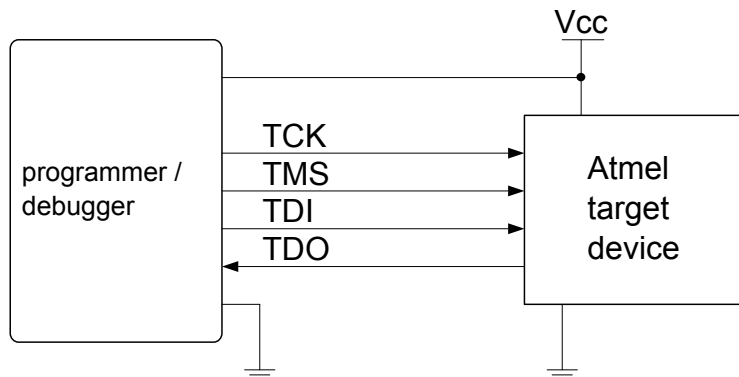 Vcc
programmer /
debugger
TCK
TMS
TDI
TDO
Atmel
target
device